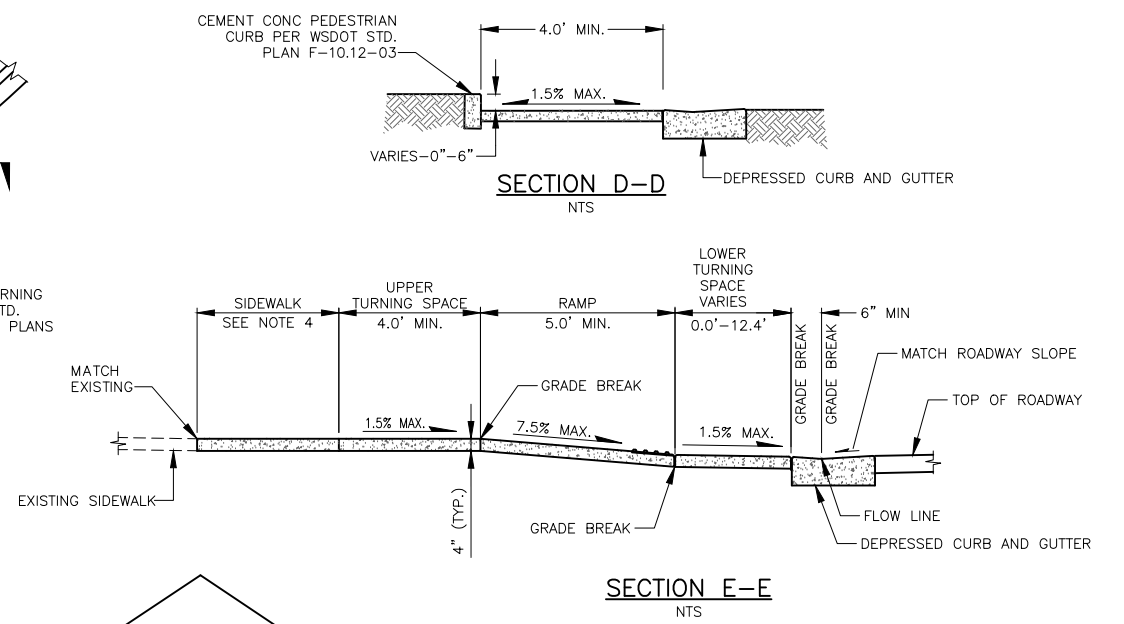 CEMENT CONC PEDESTRIAN
CURB PER WSDOT STD.
PLAN F-10.12-03
4.0' MIN.
1.5% MAX.
VARIES-0"-6"
DEPRESSED CURB AND GUTTER
SECTION D-D
NTS
RNING
TD.
PLANS
SIDEWALK
SEE NOTE 4
UPPER
TURNING SPACE
4.0' MIN.
RAMP
5.0' MIN.
LOWER
TURNING
SPACE
VARIES
0.0'-12.4'
GRADE BREAK
GRADE BREAK
6" MIN
MATCH ROADWAY SLOPE
TOP OF ROADWAY
MATCH
EXISTING
GRADE BREAK
1.5% MAX.
7.5% MAX.
1.5% MAX.
EXISTING SIDEWALK
4" (TYP.)
GRADE BREAK
FLOW LINE
DEPRESSED CURB AND GUTTER
SECTION E-E
NTS